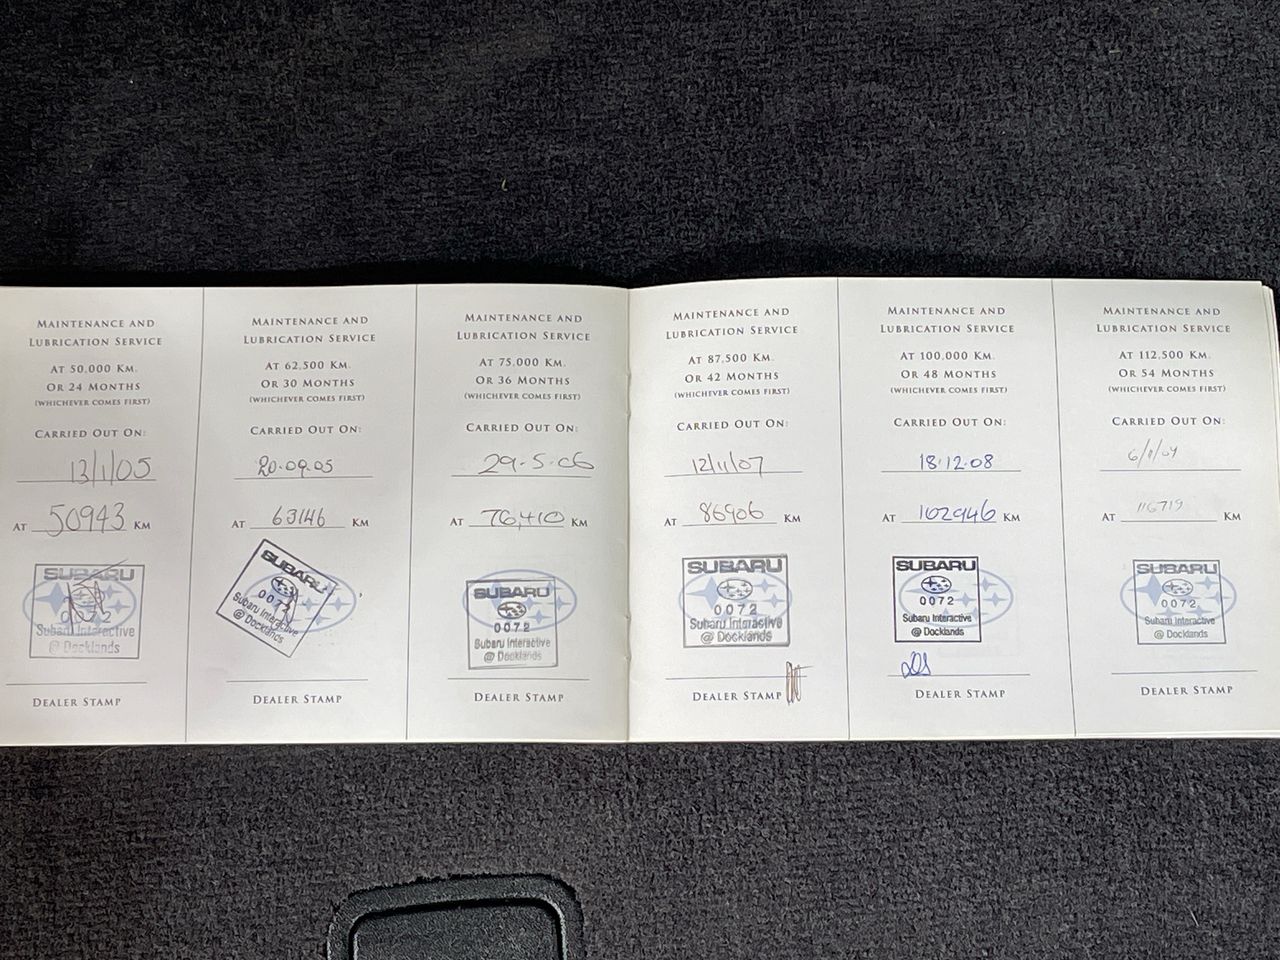 MAINTENANCE AND
LUBRICATION SERVICE
AT 50,000 KM.
OR 24 MONTHS
(WHICHEVER COMES FIRST)
CARRIED OUT ON:
13/1/05
AT 50943 KM
SUBARU
0072
Subaru Interactive
@ Docklands
DEALER STAMP
MAINTENANCE AND
LUBRICATION SERVICE
AT 62,500 KM.
OR 30 MONTHS
(WHICHEVER COMES FIRST)
CARRIED OUT ON:
20.09.05
AT 63146 KM
SUBARU
0072
Subaru Interactive
@ Docklands
DEALER STAMP
MAINTENANCE AND
LUBRICATION SERVICE
AT 75,000 KM.
OR 36 MONTHS
(WHICHEVER COMES FIRST)
CARRIED OUT ON:
29-5-06
AT 76,410 KM
SUBARU
0072
Subaru Interactive
@ Docklands
DEALER STAMP
MAINTENANCE AND
LUBRICATION SERVICE
AT 87,500 KM.
OR 42 MONTHS
(WHICHEVER COMES FIRST)
CARRIED OUT ON:
12/11/07
AT 86906 KM
SUBARU
0072
Subaru Interactive
@ Docklands
DEALER STAMP
MAINTENANCE AND
LUBRICATION SERVICE
AT 100,000 KM.
OR 48 MONTHS
(WHICHEVER COMES FIRST)
CARRIED OUT ON:
18.12.08
AT 102946 KM
SUBARU
0072
Subaru Interactive
@ Docklands
DEALER STAMP
MAINTENANCE AND
LUBRICATION SERVICE
AT 112,500 KM.
OR 54 MONTHS
(WHICHEVER COMES FIRST)
CARRIED OUT ON:
AT 116719 KM
SUBARU
0072
Subaru Interactive
@ Docklands
DEALER STAMP